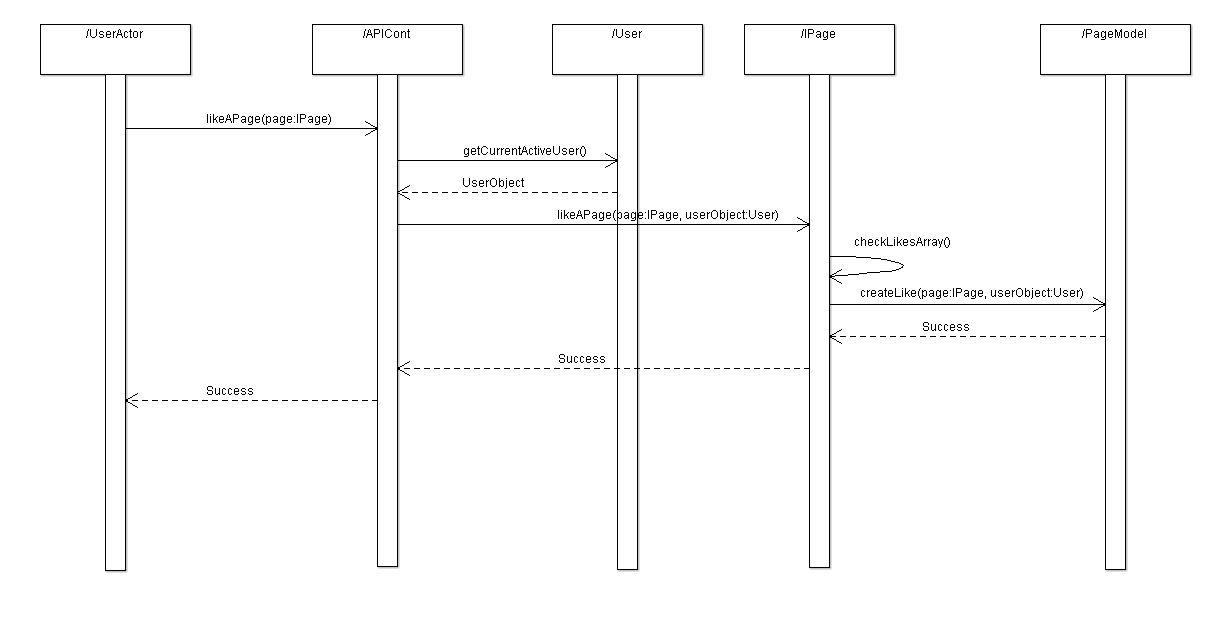 /UserActor
/APICont
/User
/IPage
/PageModel
likeAPage(page:IPage)
getCurrentActiveUser()
UserObject
likeAPage(page:IPage, userObject:User)
checkLikesArray()
createLike(page:IPage, userObject:User)
Success
Success
Success